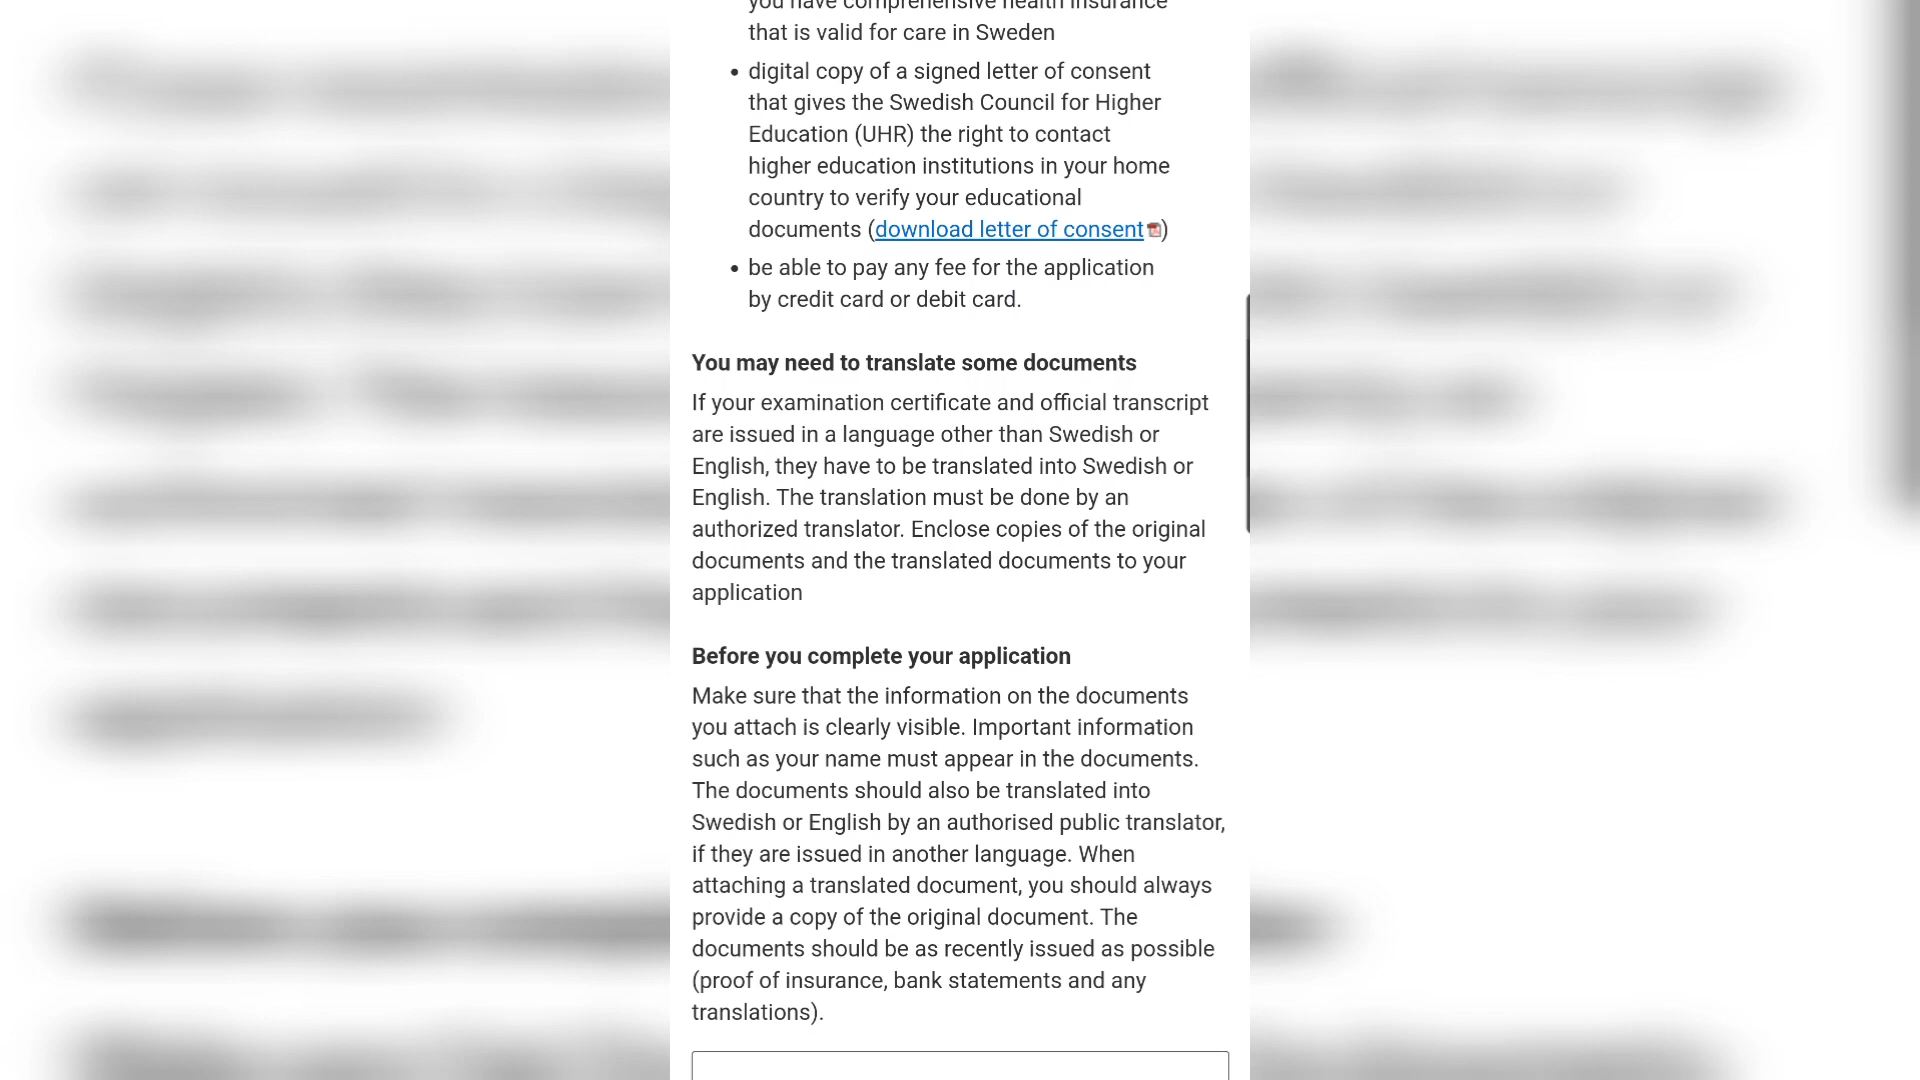 you have comprehensive health insurance
that is valid for care in Sweden
• digital copy of a signed letter of consent
that gives the Swedish Council for Higher
Education (UHR) the right to contact
higher education institutions in your home
country to verify your educational
documents (download letter of consent)
• be able to pay any fee for the application
by credit card or debit card.
You may need to translate some documents
If your examination certificate and official transcript
are issued in a language other than Swedish or
English, they have to be translated into Swedish or
English. The translation must be done by an
authorized translator. Enclose copies of the original
documents and the translated documents to your
application
Before you complete your application
Make sure that the information on the documents
you attach is clearly visible. Important information
such as your name must appear in the documents.
The documents should also be translated into
Swedish or English by an authorised public translator,
if they are issued in another language. When
attaching a translated document, you should always
provide a copy of the original document. The
documents should be as recently issued as possible
(proof of insurance, bank statements and any
translations).